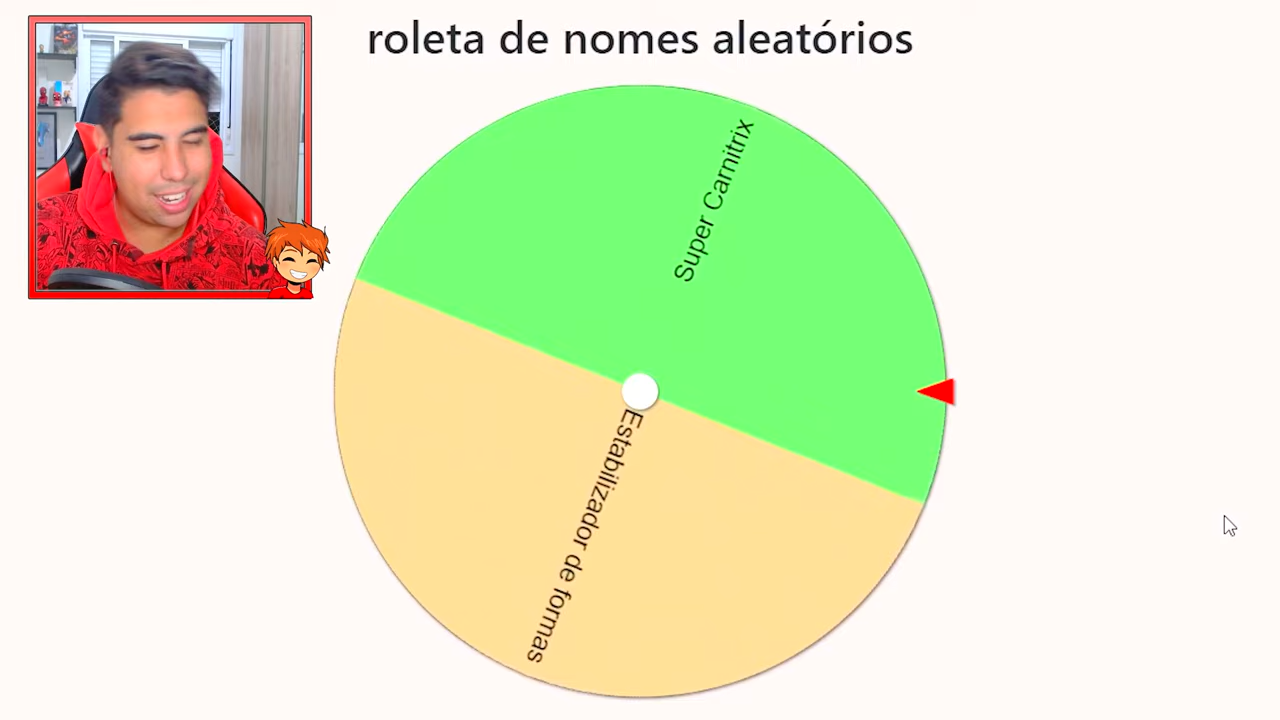 roleta de nomes aleatórios
Super Carnitrix
Estabilizador de formas